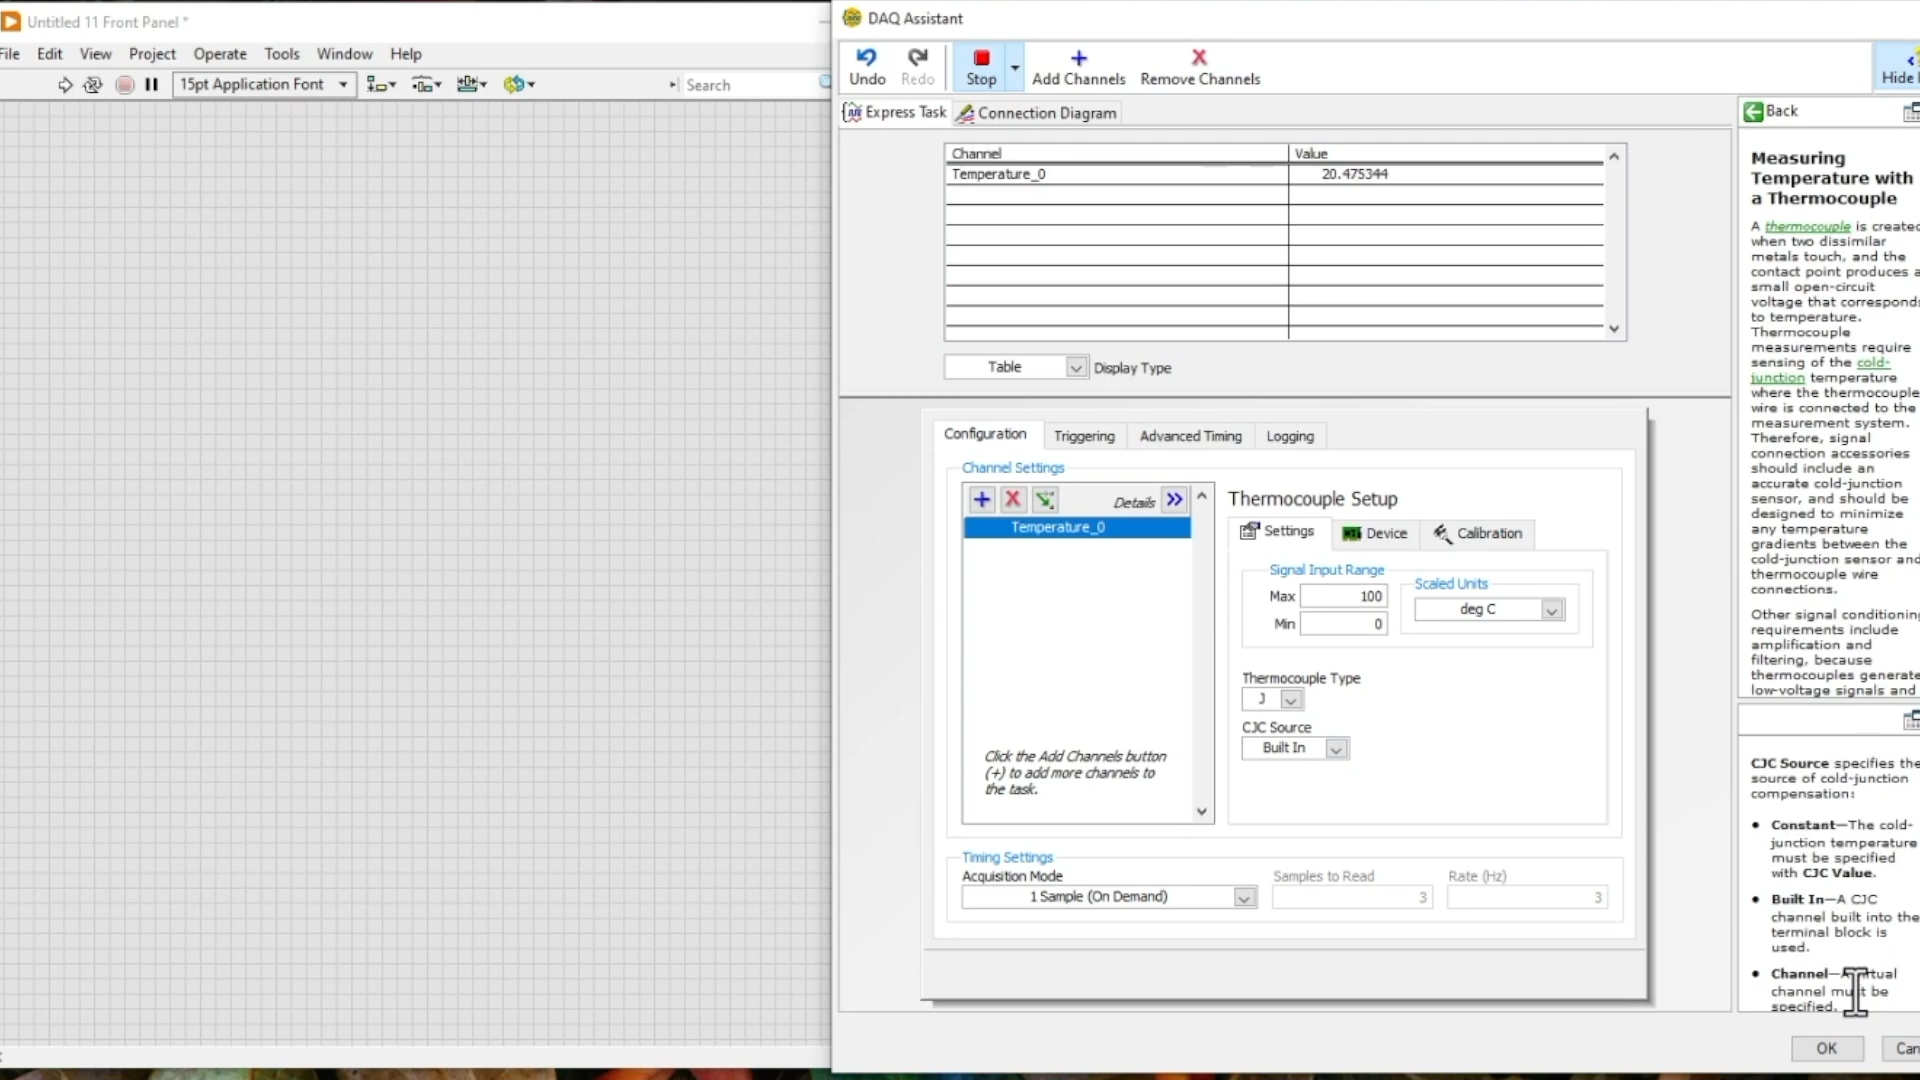 Untitled 11 Front Panel *
File Edit View Project Operate Tools Window Help
15pt Application Font
Search
DAQ Assistant
Undo Redo Stop Add Channels Remove Channels
Hide
Express Task Connection Diagram
Channel Value
Temperature_0 20.475344
Table Display Type
Configuration Triggering Advanced Timing Logging
Channel Settings
Details
Temperature_0
Click the Add Channels button
(+) to add more channels to
the task.
Thermocouple Setup
Settings Device Calibration
Signal Input Range
Max 100
Min 0
Scaled Units
deg C
Thermocouple Type
J
CJC Source
Built In
Timing Settings
Acquisition Mode Samples to Read Rate (Hz)
1 Sample (On Demand) 3 3
Back
Measuring
Temperature with
a Thermocouple
A thermocouple is created
when two dissimilar
metals touch, and the
contact point produces a
small open-circuit
voltage that corresponds
to temperature.
Thermocouple
measurements require
sensing of the cold-
junction temperature
where the thermocouple
wire is connected to the
measurement system.
Therefore, signal
connection accessories
should include an
accurate cold-junction
sensor, and should be
designed to minimize
any temperature
gradients between the
cold-junction sensor and
thermocouple wire
connections.
Other signal conditioning
requirements include
amplification and
filtering, because
thermocouples generate
low-voltage signals and
CJC Source specifies the
source of cold-junction
compensation:
• Constant—The cold-
junction temperature
must be specified
with CJC Value.
• Built In—A CJC
channel built into the
terminal block is
used.
• Channel—A virtual
channel must be
specified.
OK Can